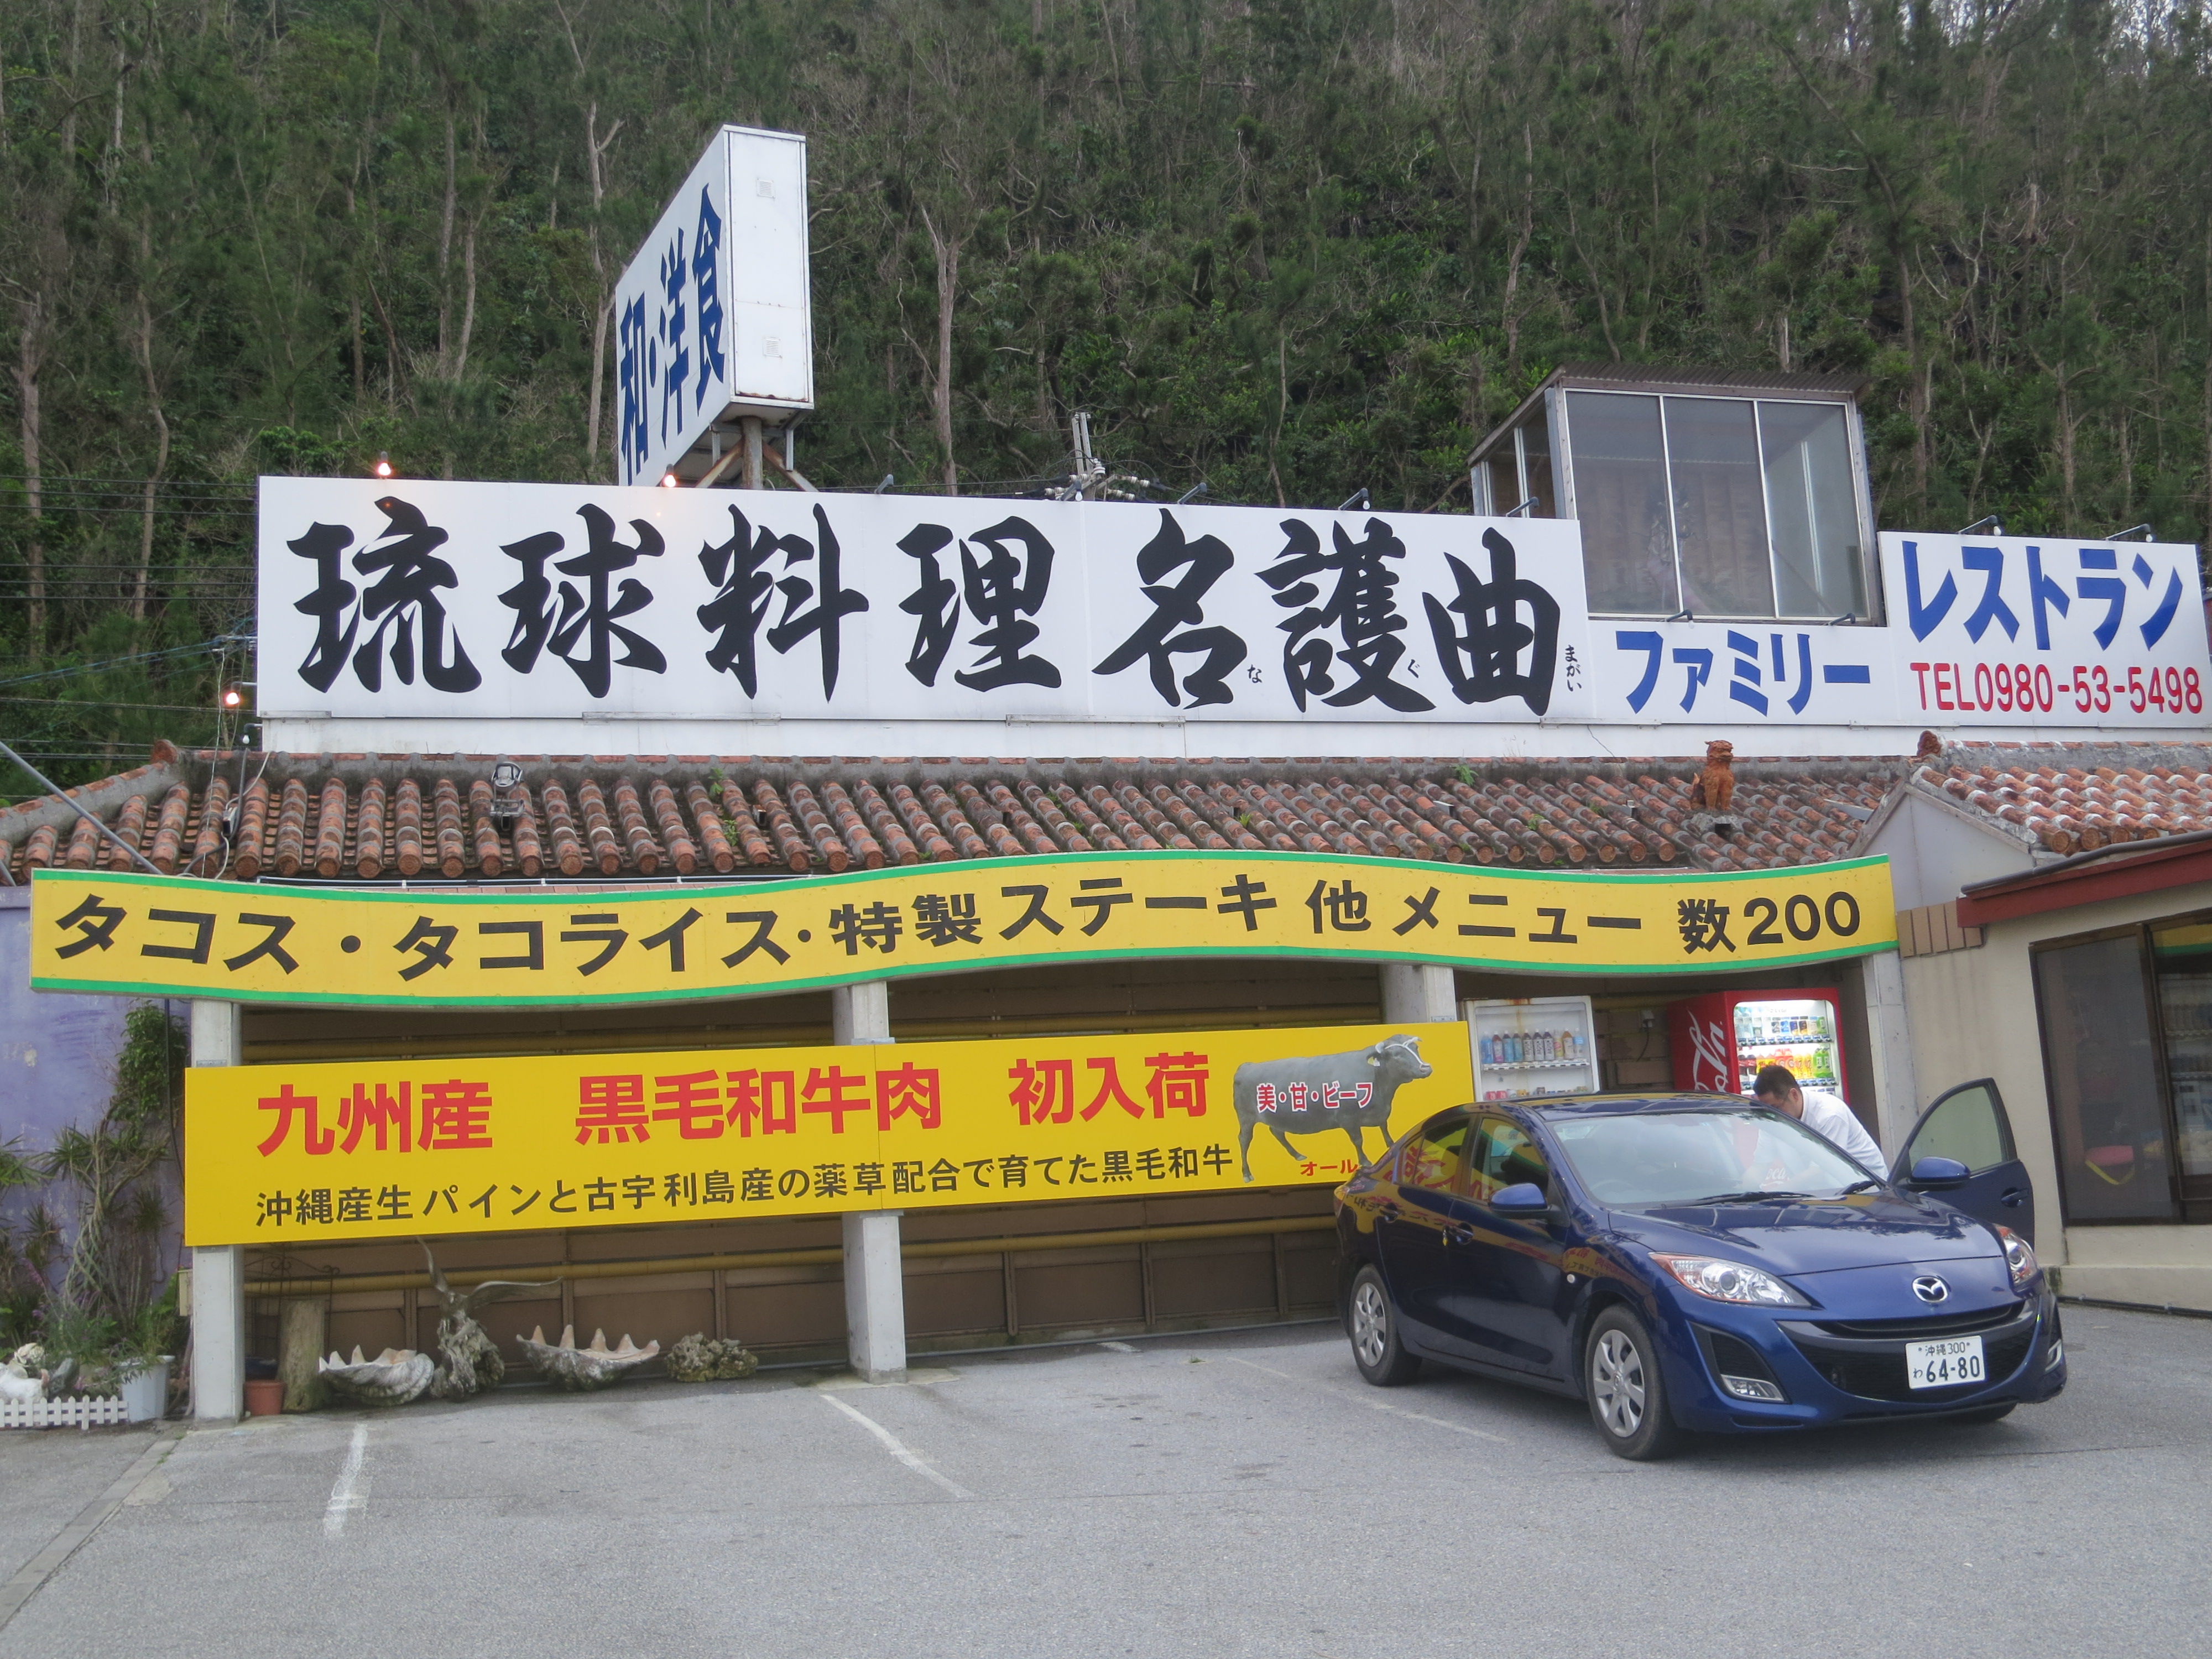 和・洋食
琉球料理 名護曲
な ぐ まがい
ファミリー
レストラン
TEL0980-53-5498
タコス・タコライス・特製ステーキ 他 メニュー 数200
九州産 黒毛和牛肉 初入荷
美・甘・ビーフ
沖縄産生パインと古宇利島産の薬草配合で育てた黒毛和牛
オール
沖縄 300
わ 64-80